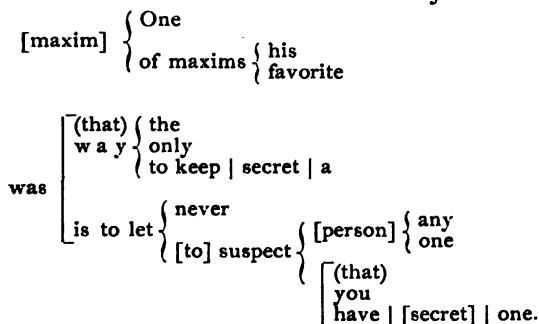 [maxim] { One
of maxims { his
favorite
(that) { the
w a y { only
to keep | secret | a
was
is to let { never
[to] suspect { [person] { any
one
(that)
you
have | [secret] | one.